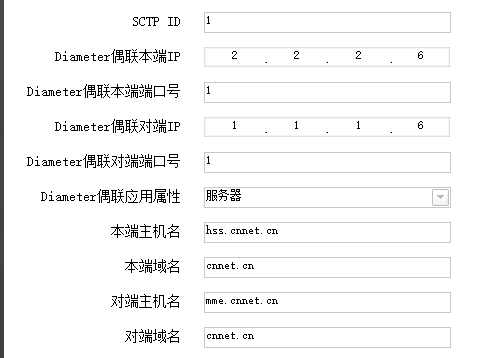 SCTP ID 1
Diameter偶联本端IP 2 . 2 . 2 . 6
Diameter偶联本端端口号 1
Diameter偶联对端IP 1 . 1 . 1 . 6
Diameter偶联对端端口号 1
Diameter偶联应用属性 服务器
本端主机名 hss.cnnet.cn
本端域名 cnnet.cn
对端主机名 mme.cnnet.cn
对端域名 cnnet.cn